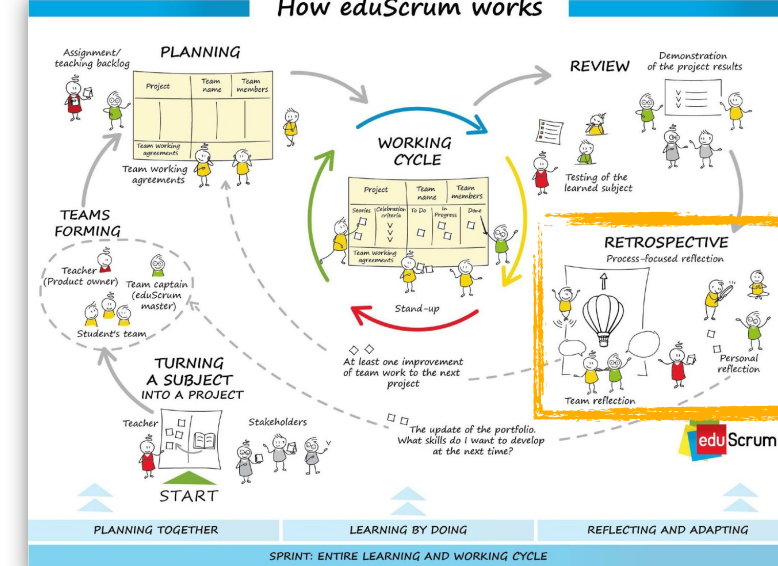 How eduScrum works
Assignment/
teaching backlog
PLANNING
Project
Team
name
Team
members
Team Working
agreements
Team Working
agreements
TEAMS
FORMING
Teacher
(Product owner)
Team captain
(eduScrum
master)
Student's team
TURNING
A SUBJECT
INTO A PROJECT
Teacher
Stakeholders
START
WORKING
CYCLE
Project
Team
name
Team
members
Stories
Celebration
criteria
To Do
In
Progress
Done
Team Working
agreements
Stand-up
At least one improvement
of team work to the next
project
The update of the portfolio.
What skills do I want to develop
at the next time?
REVIEW
Demonstration
of the project results
Testing of the
learned subject
RETROSPECTIVE
Process-focused reflection
Personal
reflection
Team reflection
eduScrum
PLANNING TOGETHER
LEARNING BY DOING
REFLECTING AND ADAPTING
SPRINT: ENTIRE LEARNING AND WORKING CYCLE